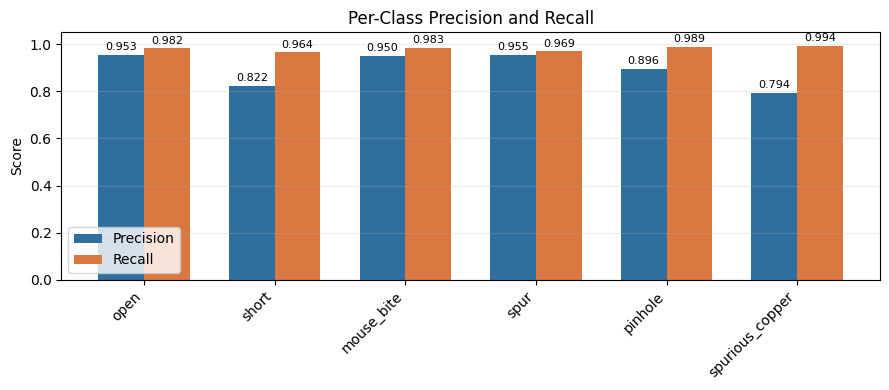 Per-Class Precision and Recall
Score
1.0
0.8
0.6
0.4
0.2
0.0
0.953
0.982
0.822
0.964
0.950
0.983
0.955
0.969
0.896
0.989
0.794
0.994
Precision
Recall
open
short
mouse_bite
spur
pinhole
spurious_copper